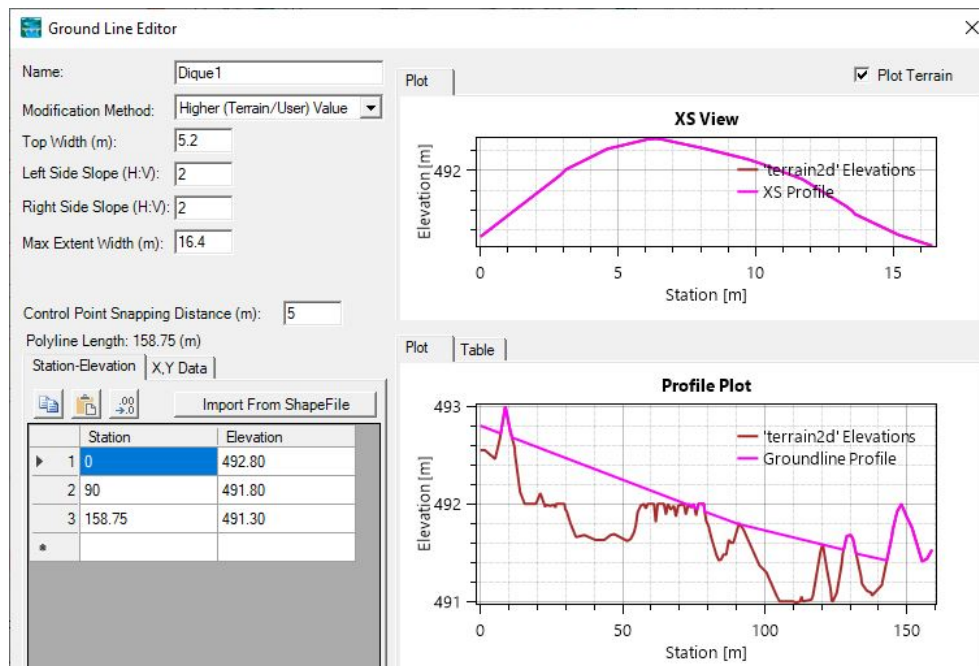 Ground Line Editor
Name: Dique1
Modification Method: Higher (Terrain/User) Value
Top Width (m): 5.2
Left Side Slope (H:V): 2
Right Side Slope (H:V): 2
Max Extent Width (m): 16.4
Control Point Snapping Distance (m): 5
Polyline Length: 158.75 (m)
Station-Elevation X,Y Data
.00 →.0 Import From ShapeFile
Station Elevation
1 0 492.80
2 90 491.80
3 158.75 491.30
Plot Plot Terrain
XS View
Elevation [m]
492
'terrain2d' Elevations
XS Profile
0 5 10 15
Station [m]
Plot Table
Profile Plot
Elevation [m]
493
492
491
'terrain2d' Elevations
Groundline Profile
0 50 100 150
Station [m]